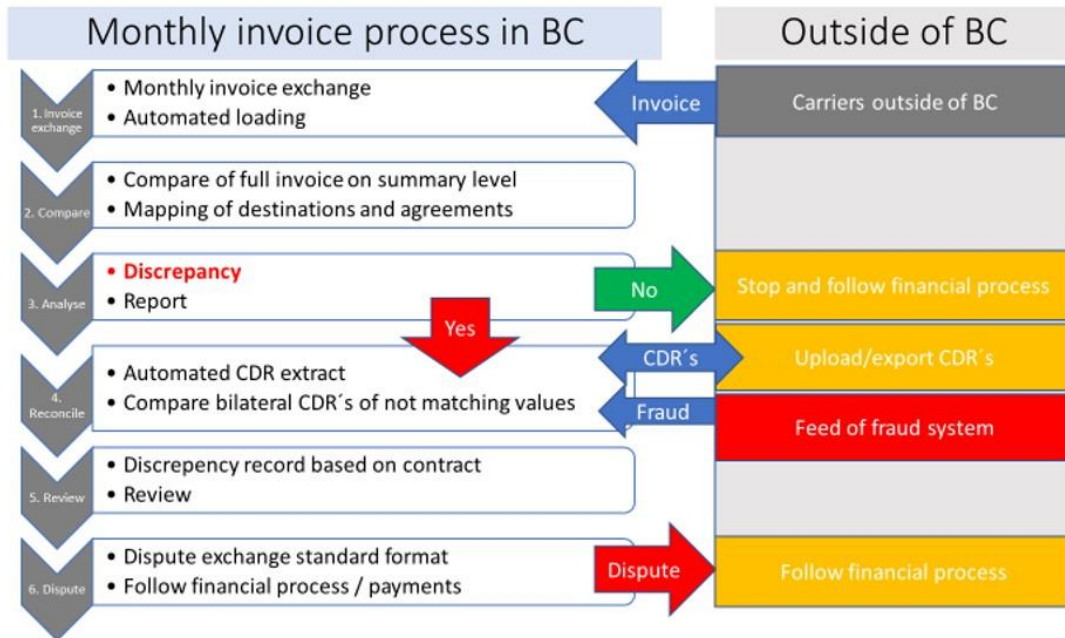 Monthly invoice process in BC
Outside of BC
1. Invoice
exchange
• Monthly invoice exchange
• Automated loading
Invoice
Carriers outside of BC
2. Compare
• Compare of full invoice on summary level
• Mapping of destinations and agreements
3. Analyse
• Discrepancy
• Report
No
Stop and follow financial process
Yes
4.
Reconcile
• Automated CDR extract
• Compare bilateral CDR´s of not matching values
CDR´s
Upload/export CDR´s
Fraud
Feed of fraud system
5. Review
• Discrepency record based on contract
• Review
6. Dispute
• Dispute exchange standard format
• Follow financial process / payments
Dispute
Follow financial process